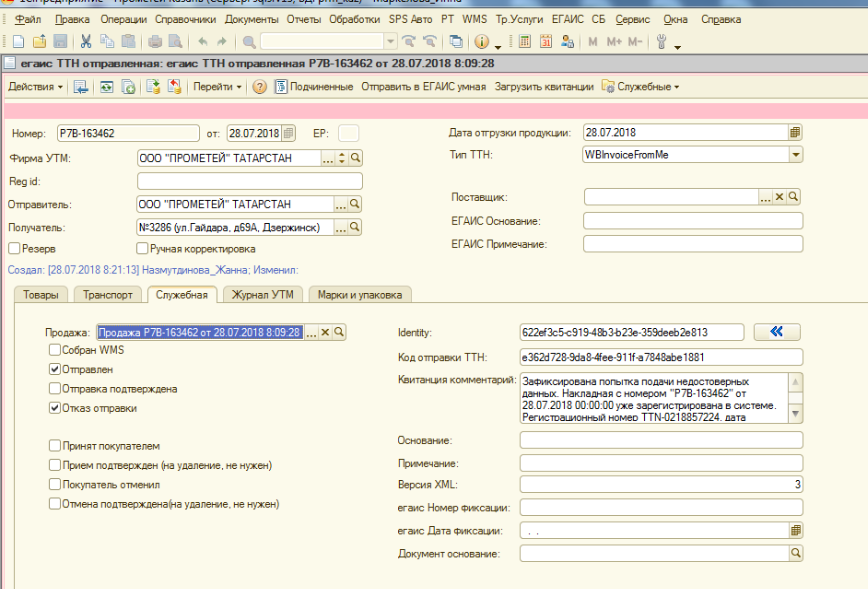 Файл Правка Операции Справочники Документы Отчеты Обработки SPS Авто РТ WMS Тр.Услуги ЕГАИС СБ Сервис Окна Справка
M M+ M-
егаис ТТН отправленная: егаис ТТН отправленная Р7В-163462 от 28.07.2018 8:09:28
Действия Перейти Подчиненные Отправить в ЕГАИС умная Загрузить квитанции Служебные
Номер: Р7В-163462 от: 28.07.2018 ЕР: Дата отгрузки продукции: 28.07.2018
Фирма УТМ: ООО "ПРОМЕТЕЙ" ТАТАРСТАН ... Тип ТТН: WBInvoiceFromMe
Reg id:
Отправитель: ООО "ПРОМЕТЕЙ" ТАТАРСТАН ... Поставщик: ...
Получатель: №3286 (ул.Гайдара, д69А, Дзержинск) ... ЕГАИС Основание:
Резерв Ручная корректировка ЕГАИС Примечание:
Создал: [28.07.2018 8:21:13] Назмутдинова_Жанна; Изменил:
Товары Транспорт Служебная Журнал УТМ Марки и упаковка
Продажа: Продажа Р7В-163462 от 28.07.2018 8:09:28 ... Identity: 622ef3c5-c919-48b3-b23e-359deeb2e813
Собран WMS Код отправки ТТН: e362d728-9da8-4fee-911f-a7848abe1881
Отправлен
Отправка подтверждена
Отказ отправки
Квитанция комментарий: Зафиксирована попытка подачи недостоверных
данных. Накладная с номером "Р7В-163462" от
28.07.2018 00:00:00 уже зарегистрирована в системе.
Регистрационный номер TTN-0218857224, дата
Принят покупателем Основание:
Прием подтвержден (на удаление, не нужен) Примечание:
Покупатель отменил Версия XML: 3
Отмена подтверждена(на удаление, не нужен) егаис Номер фиксации:
егаис Дата фиксации: . .
Документ основание: